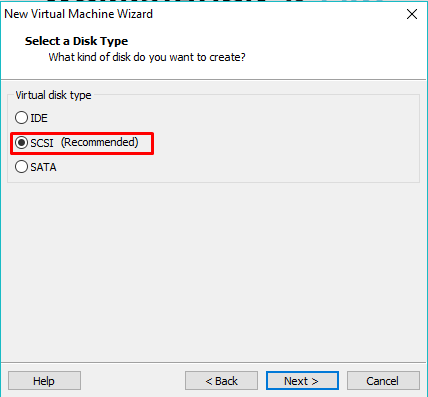 New Virtual Machine Wizard
Select a Disk Type
What kind of disk do you want to create?
Virtual disk type
IDE
SCSI (Recommended)
SATA
Help
< Back
Next >
Cancel